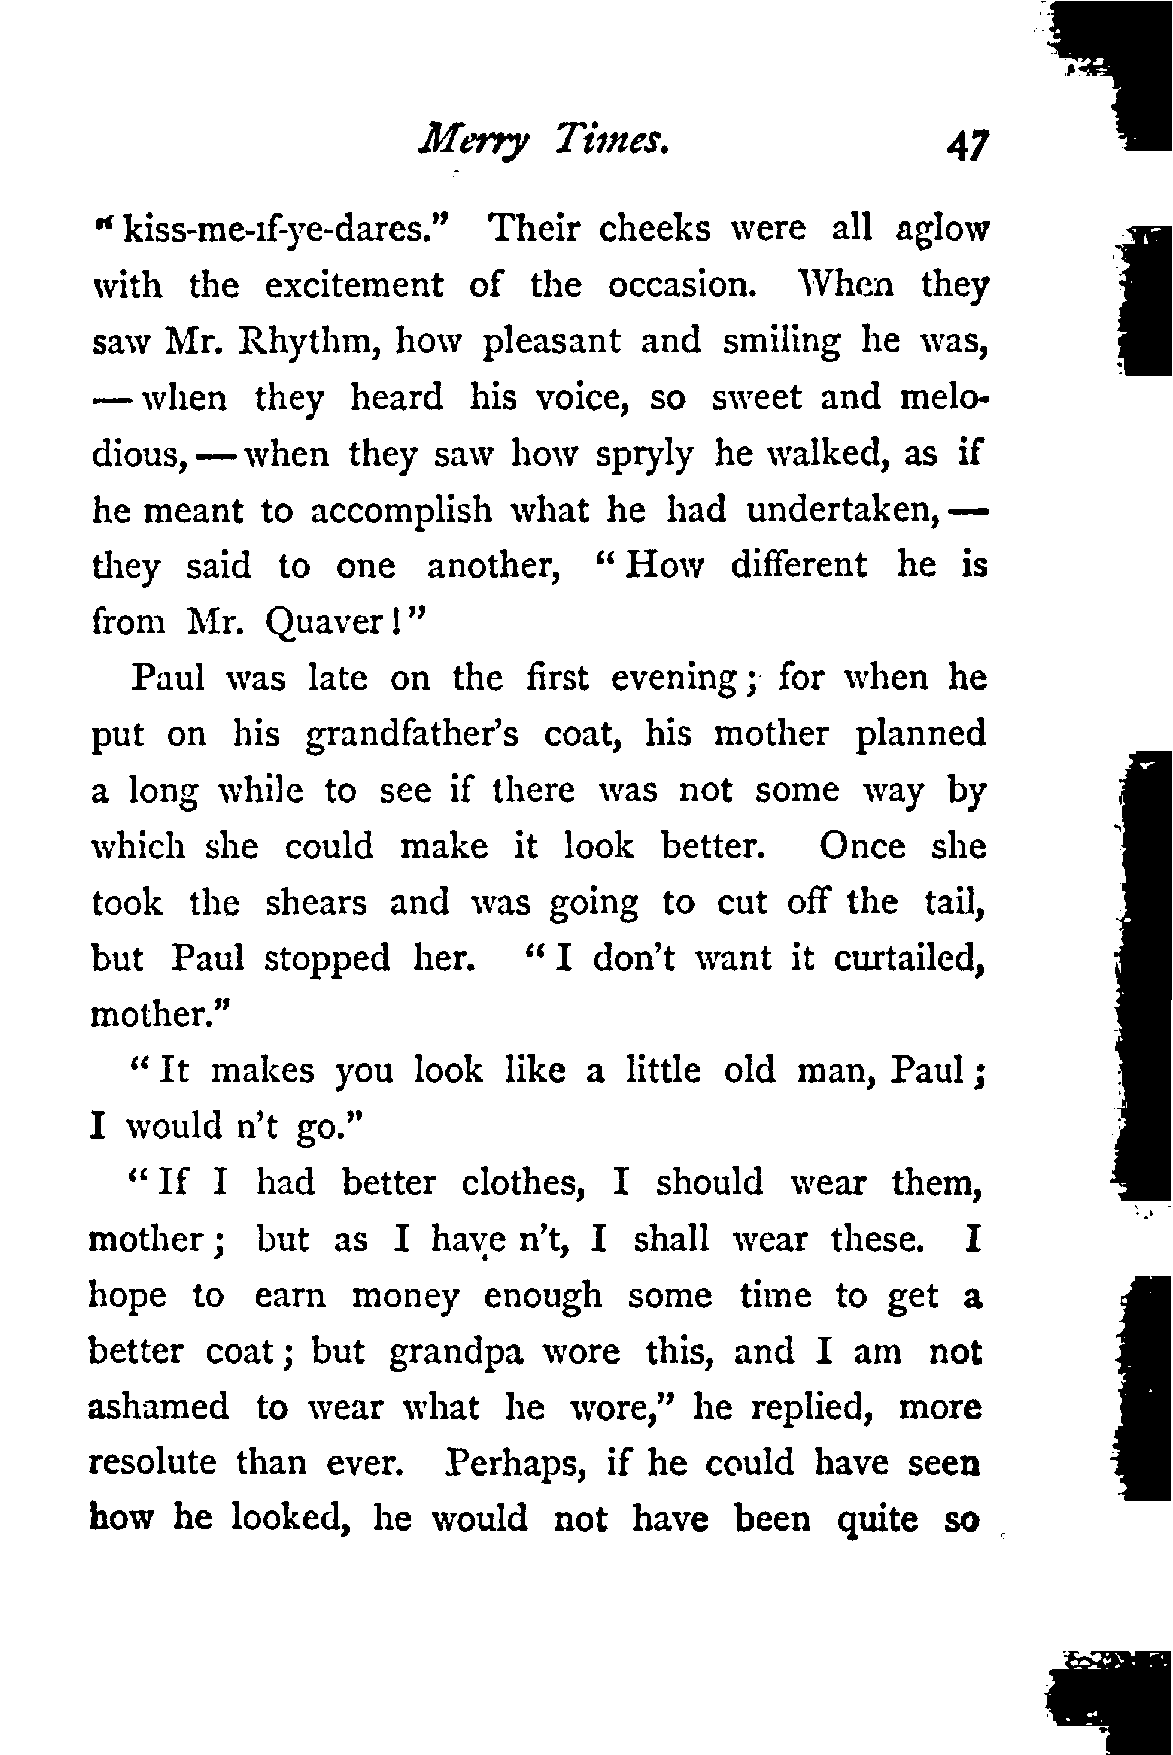 Merry Times. 47
"kiss-me-if-ye-dares." Their cheeks were all aglow
with the excitement of the occasion. When they
saw Mr. Rhythm, how pleasant and smiling he was,
— when they heard his voice, so sweet and melo-
dious, — when they saw how spryly he walked, as if
he meant to accomplish what he had undertaken, —
they said to one another, "How different he is
from Mr. Quaver!"
Paul was late on the first evening; for when he
put on his grandfather's coat, his mother planned
a long while to see if there was not some way by
which she could make it look better. Once she
took the shears and was going to cut off the tail,
but Paul stopped her. "I don't want it curtailed,
mother."
"It makes you look like a little old man, Paul;
I would n't go."
"If I had better clothes, I should wear them,
mother; but as I have n't, I shall wear these. I
hope to earn money enough some time to get a
better coat; but grandpa wore this, and I am not
ashamed to wear what he wore," he replied, more
resolute than ever. Perhaps, if he could have seen
how he looked, he would not have been quite so